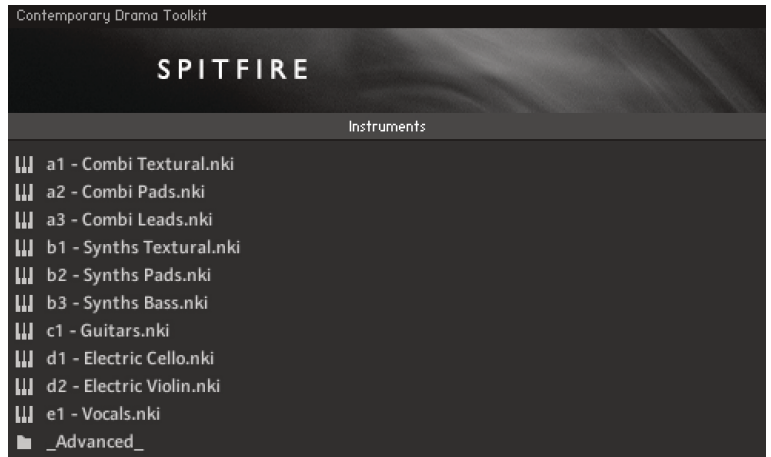 Contemporary Drama Toolkit
SPITFIRE
Instruments
a1 - Combi Textural.nki
a2 - Combi Pads.nki
a3 - Combi Leads.nki
b1 - Synths Textural.nki
b2 - Synths Pads.nki
b3 - Synths Bass.nki
c1 - Guitars.nki
d1 - Electric Cello.nki
d2 - Electric Violin.nki
e1 - Vocals.nki
_Advanced_